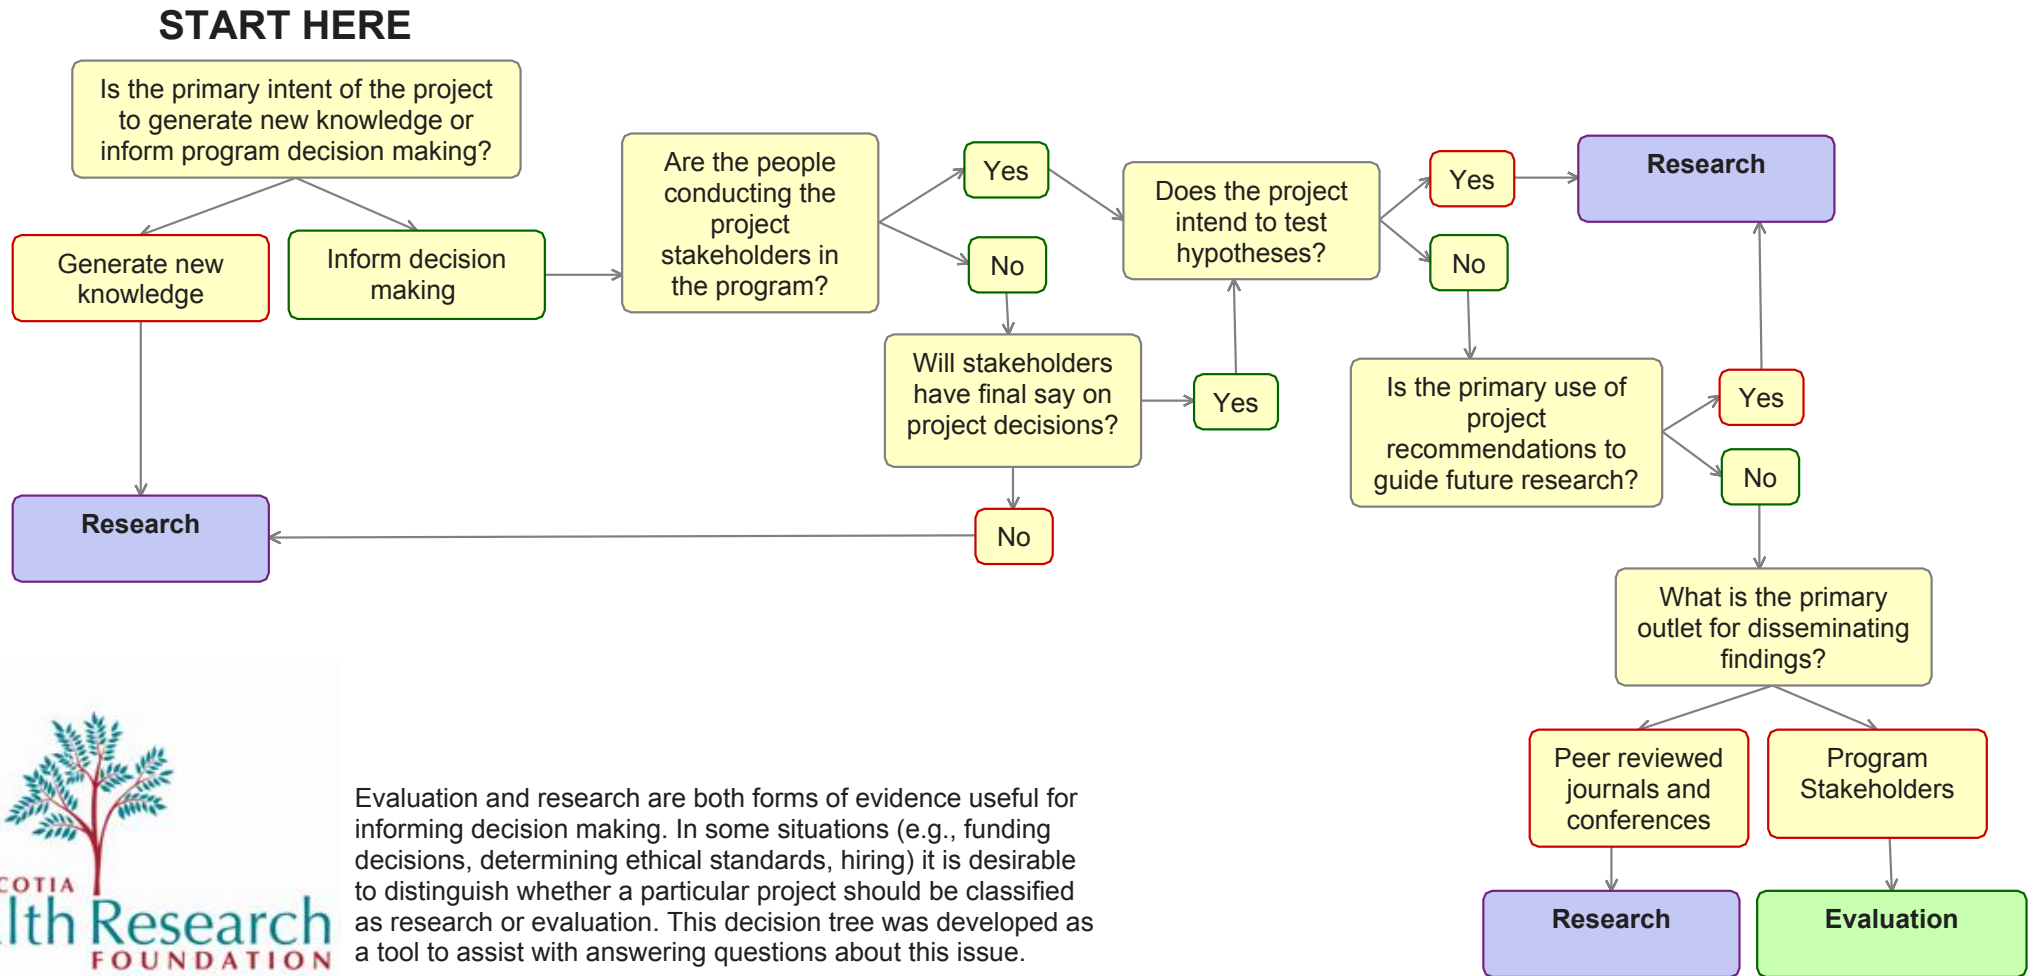 START HERE
Is the primary intent of the project
to generate new knowledge or
inform program decision making?
Generate new
knowledge
Inform decision
making
Are the people
conducting the
project
stakeholders in
the program?
Yes
No
Will stakeholders
have final say on
project decisions?
Yes
No
Does the project
intend to test
hypotheses?
Yes
No
Research
Is the primary use of
project
recommendations to
guide future research?
Yes
No
Research
What is the primary
outlet for disseminating
findings?
Peer reviewed
journals and
conferences
Program
Stakeholders
Research
Evaluation
COTIA
lth Research
FOUNDATION
Evaluation and research are both forms of evidence useful for
informing decision making. In some situations (e.g., funding
decisions, determining ethical standards, hiring) it is desirable
to distinguish whether a particular project should be classified
as research or evaluation. This decision tree was developed as
a tool to assist with answering questions about this issue.